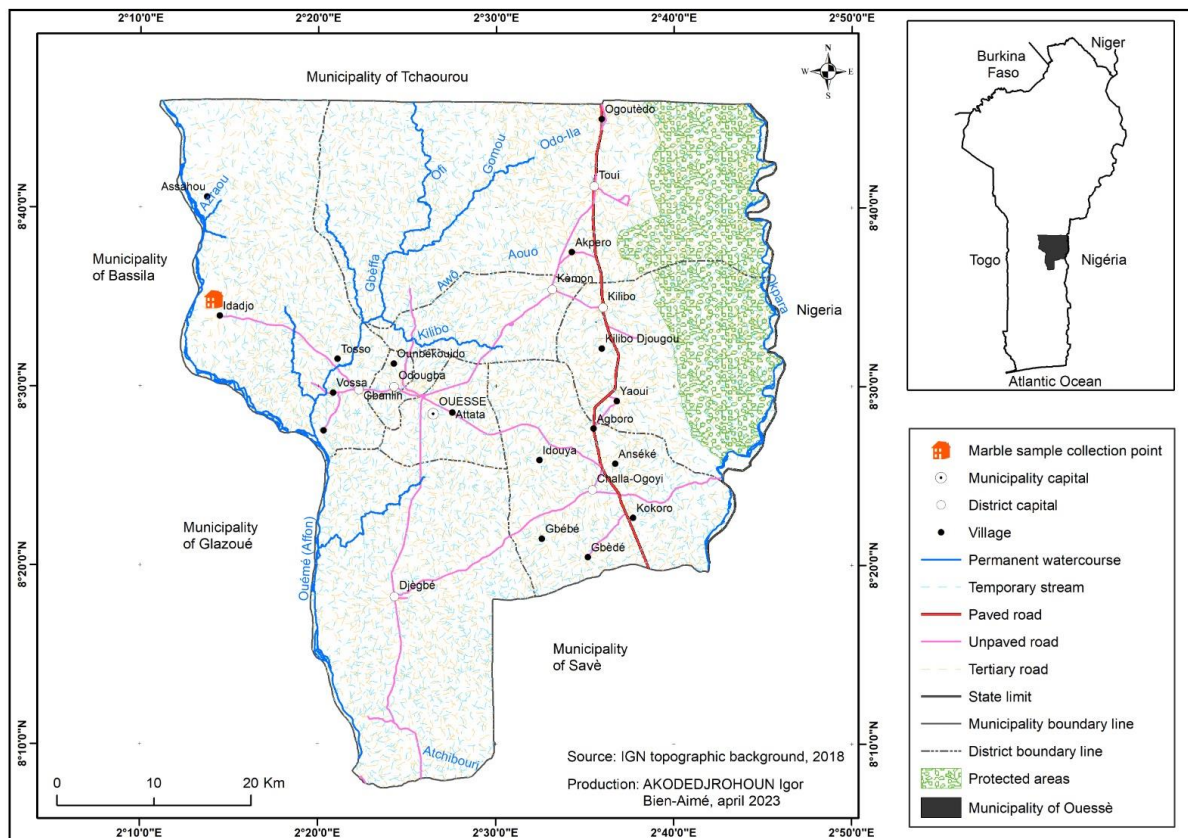 2°10'0"E
2°20'0"E
2°30'0"E
2°40'0"E
2°50'0"E
8°40'0"N
8°30'0"N
8°20'0"N
8°10'0"N
Municipality of Tchaourou
N
W
E
S
Ogoutèdo
Odo-Ila
Gomou
Ofi
Toui
Assahou
Aztaou
Municipality
of Bassila
Akpero
Aouo
Awô
Gbèffa
Kèmon
Okpara
Idadjo
Kilibo
Nigeria
Kilibo
Kilibo Djougou
Tosso
Ounbèkouido
Odougba
Vossa
Gbanlin
OUESSE
Attata
Yaoui
Agboro
Idouya
Anséké
Challa-Ogoyi
Kokoro
Municipality
of Glazoué
Gbébé
Gbèdé
Ouémé (Affon)
Djègbé
Municipality
of Savè
Atchibouri
Source: IGN topographic background, 2018
Production: AKODEDJROHOUN Igor
Bien-Aimé, april 2023
0
10
20 Km
8°40'0"N
8°30'0"N
8°20'0"N
8°10'0"N
2°10'0"E
2°20'0"E
2°30'0"E
2°40'0"E
2°50'0"E
Niger
Burkina
Faso
Togo
Nigéria
Atlantic Ocean
Marble sample collection point
Municipality capital
District capital
Village
Permanent watercourse
Temporary stream
Paved road
Unpaved road
Tertiary road
State limit
Municipality boundary line
District boundary line
Protected areas
Municipality of Ouessè